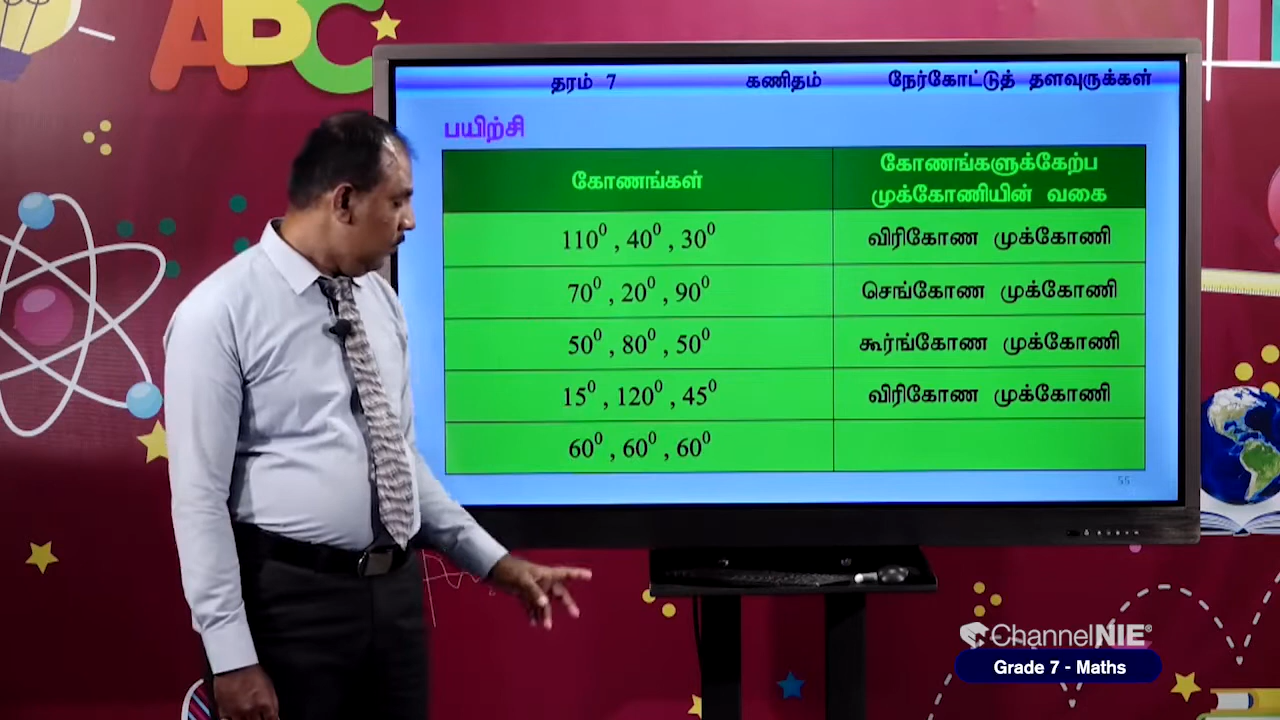 ABC
தரம் 7 கணிதம் நேர்கோட்டுத் தளவுருக்கள்
பயிற்சி
கோணங்கள் கோணங்களுக்கேற்ப
முக்கோணியின் வகை
110⁰ , 40⁰ , 30⁰ விரிகோண முக்கோணி
70⁰ , 20⁰ , 90⁰ செங்கோண முக்கோணி
50⁰ , 80⁰ , 50⁰ கூர்ங்கோண முக்கோணி
15⁰ , 120⁰ , 45⁰ விரிகோண முக்கோணி
60⁰ , 60⁰ , 60⁰
55
ChannelNIE®
Grade 7 - Maths